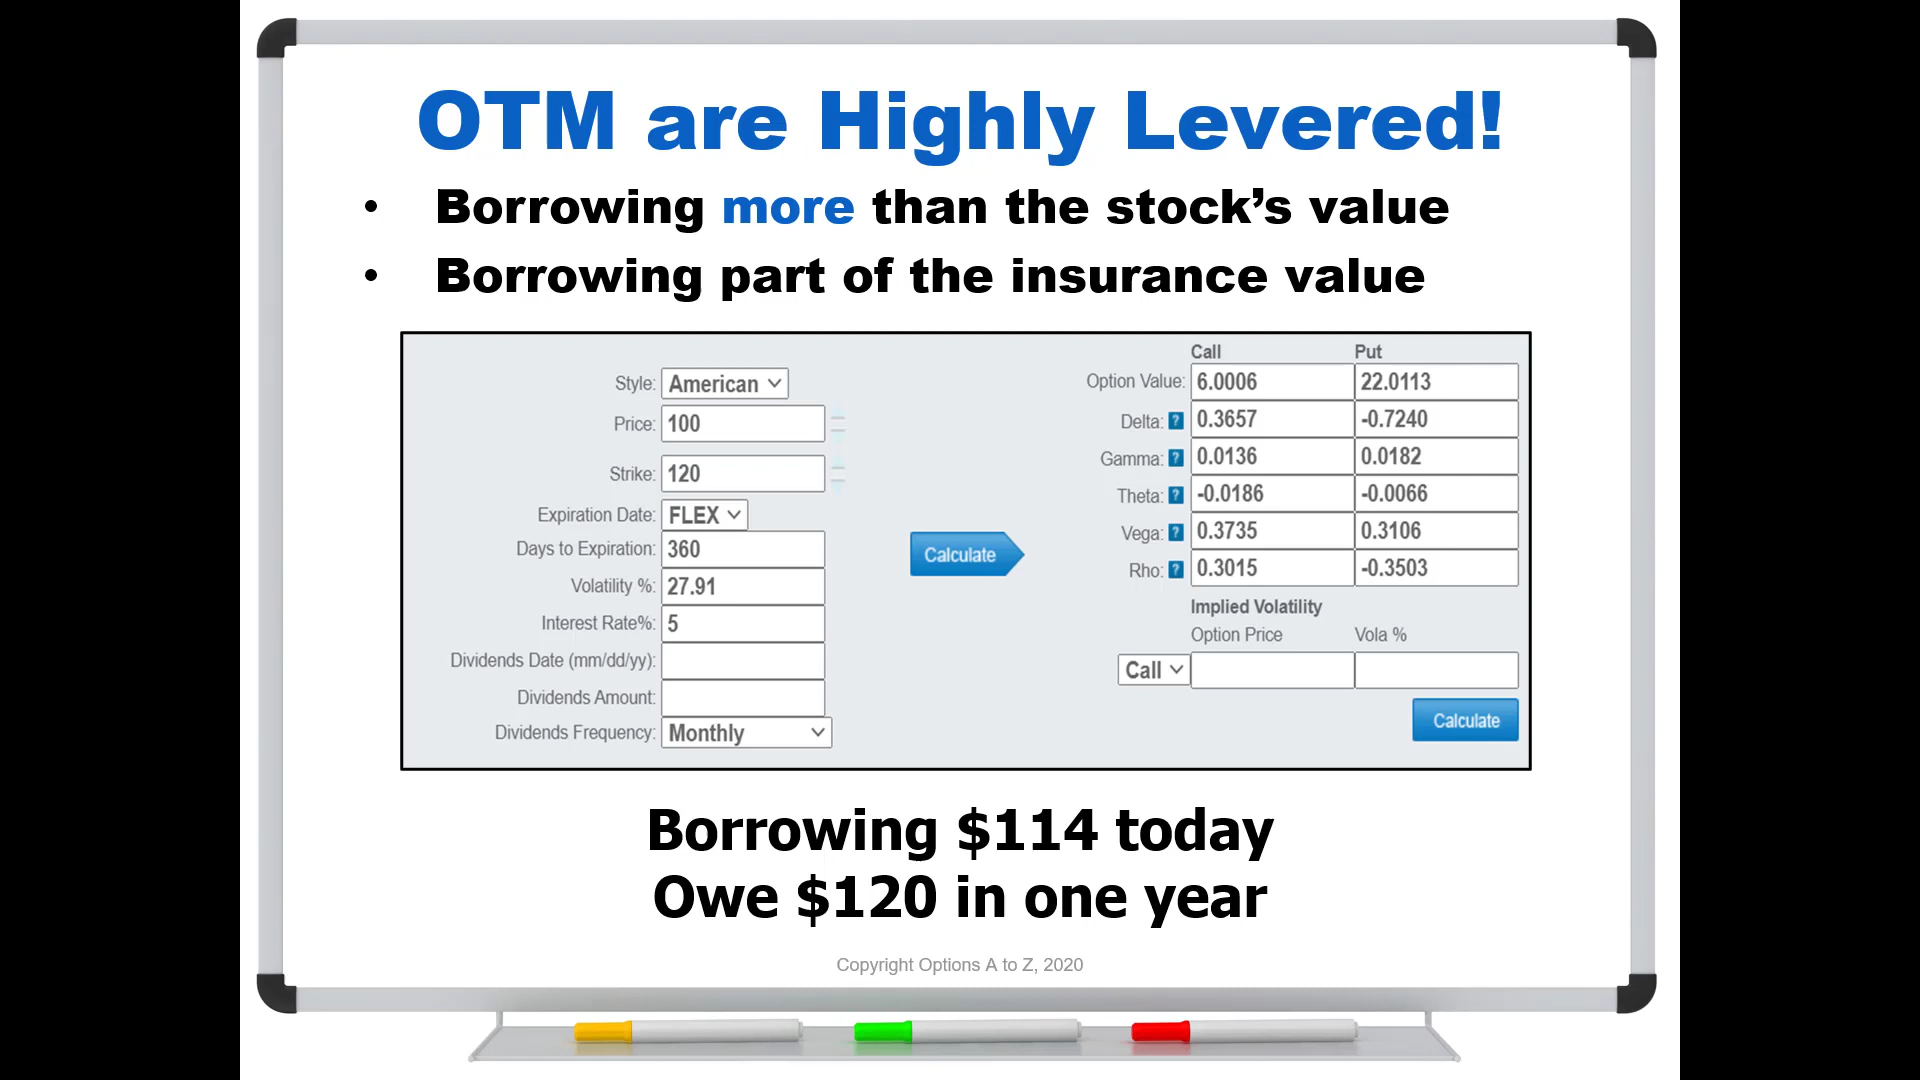 OTM are Highly Levered!
• Borrowing more than the stock's value
• Borrowing part of the insurance value
Style: American
Price: 100
Strike: 120
Expiration Date: FLEX
Days to Expiration: 360
Volatility %: 27.91
Interest Rate%: 5
Dividends Date (mm/dd/yy):
Dividends Amount:
Dividends Frequency: Monthly
Calculate
Call Put
Option Value: 6.0006 22.0113
Delta: ? 0.3657 -0.7240
Gamma: ? 0.0136 0.0182
Theta: ? -0.0186 -0.0066
Vega: ? 0.3735 0.3106
Rho: ? 0.3015 -0.3503
Implied Volatility
Option Price Vola %
Call
Calculate
Borrowing $114 today
Owe $120 in one year
Copyright Options A to Z, 2020